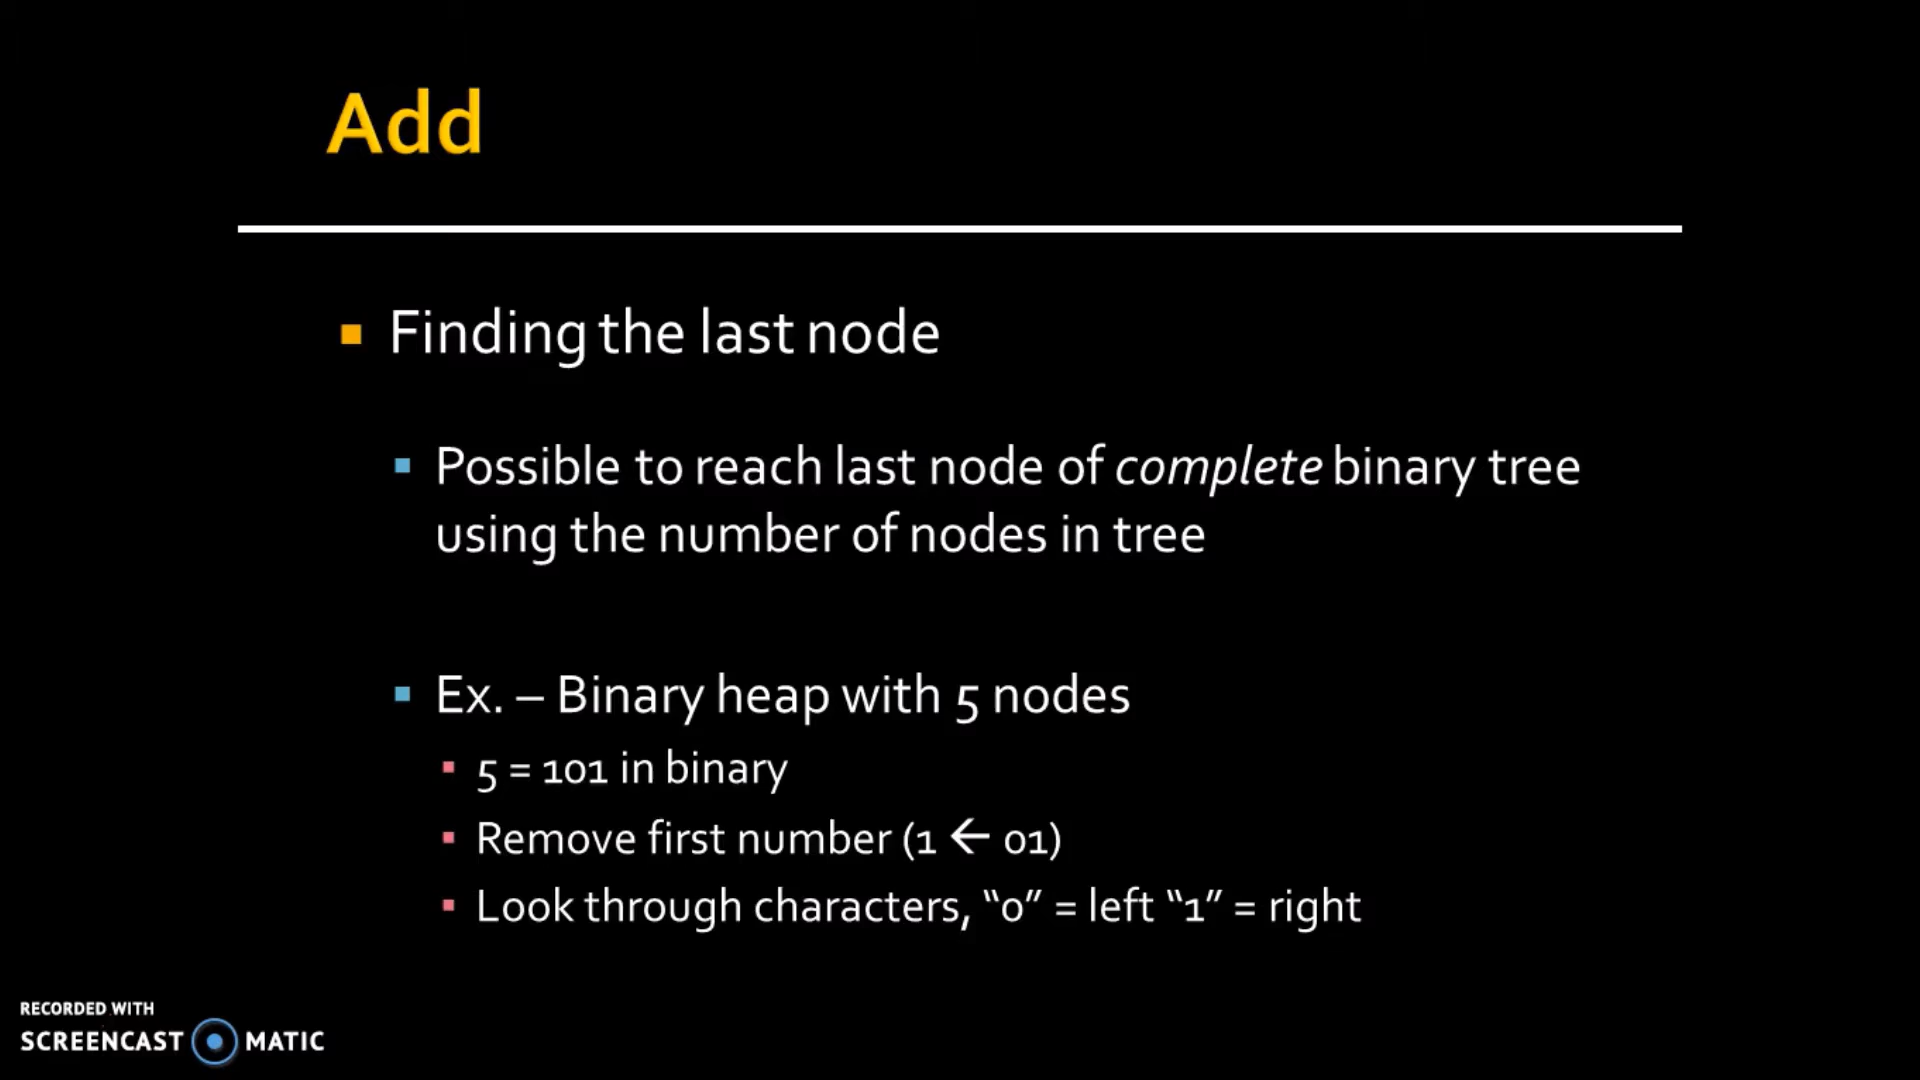 Add
Finding the last node
Possible to reach last node of complete binary tree
using the number of nodes in tree
Ex. – Binary heap with 5 nodes
5 = 101 in binary
Remove first number (1 ← 01)
Look through characters, “0” = left “1” = right
RECORDED WITH
SCREENCAST MATIC